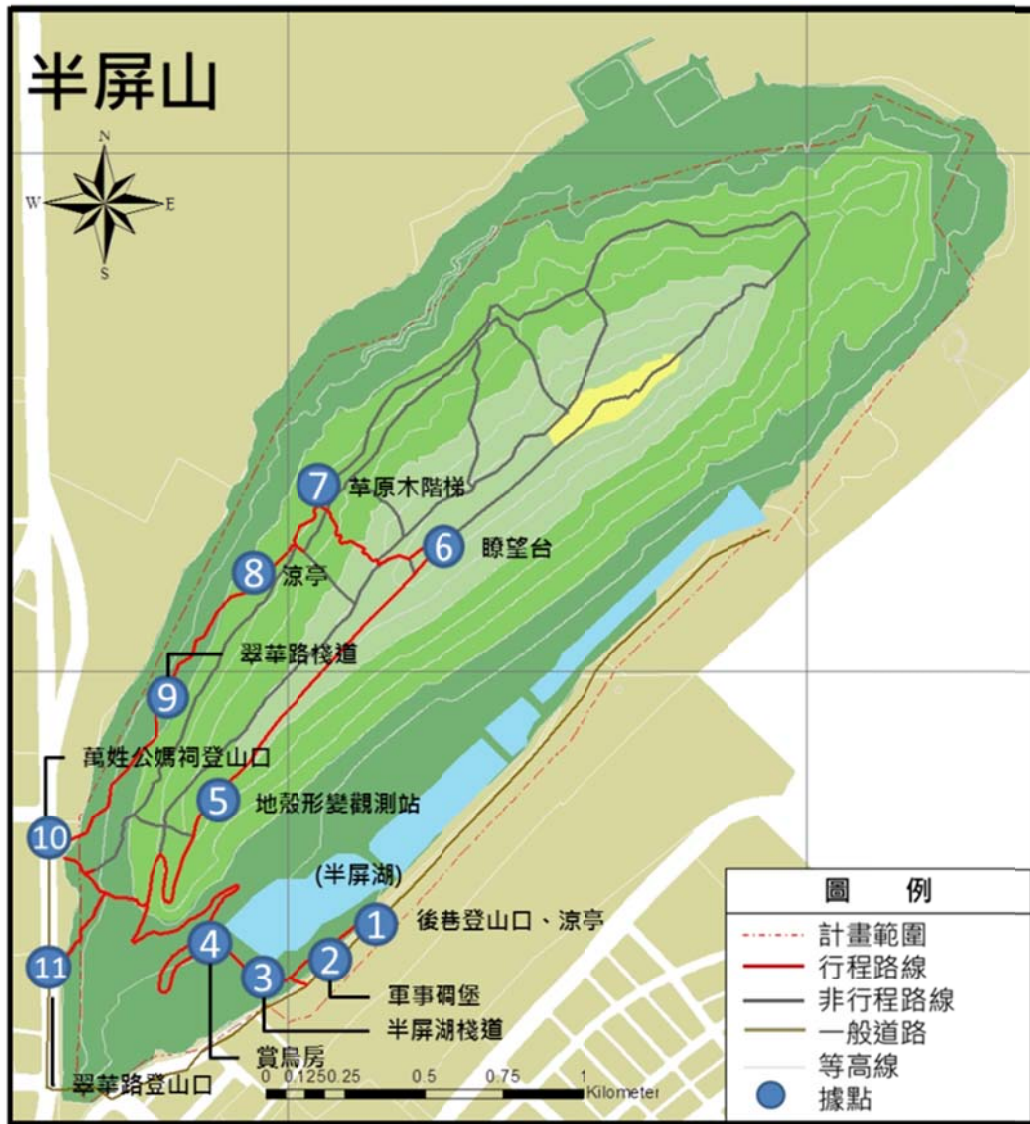 半屏山
N
W
E
S
7
草原木階梯
6
瞭望台
8
涼亭
翠華路棧道
9
萬姓公媽祠登山口
5
地殼形變觀測站
10
(半屏湖)
1
後巷登山口、涼亭
4
2
11
3
軍事碉堡
半屏湖棧道
賞鳥房
翠華路登山口
0 0.125 0.25 0.5 0.75 1
Kilometer
圖 例
計畫範圍
行程路線
非行程路線
一般道路
等高線
據點